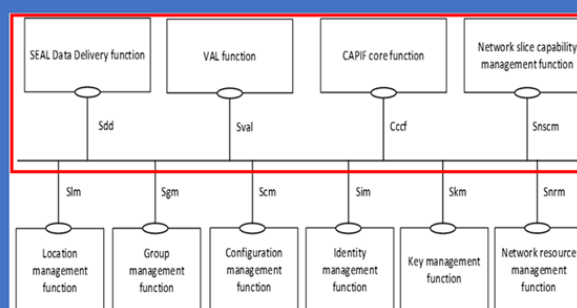 SEAL Data Delivery function
VAL function
CAPIF core function
Network slice capability
management function
Sdd
Sval
Cccf
Snscm
Slm
Sgm
Scm
Sim
Skm
Snrm
Location
management
function
Group
management
function
Configuration
management
function
Identity
management
function
Key management
function
Network resource
management
function